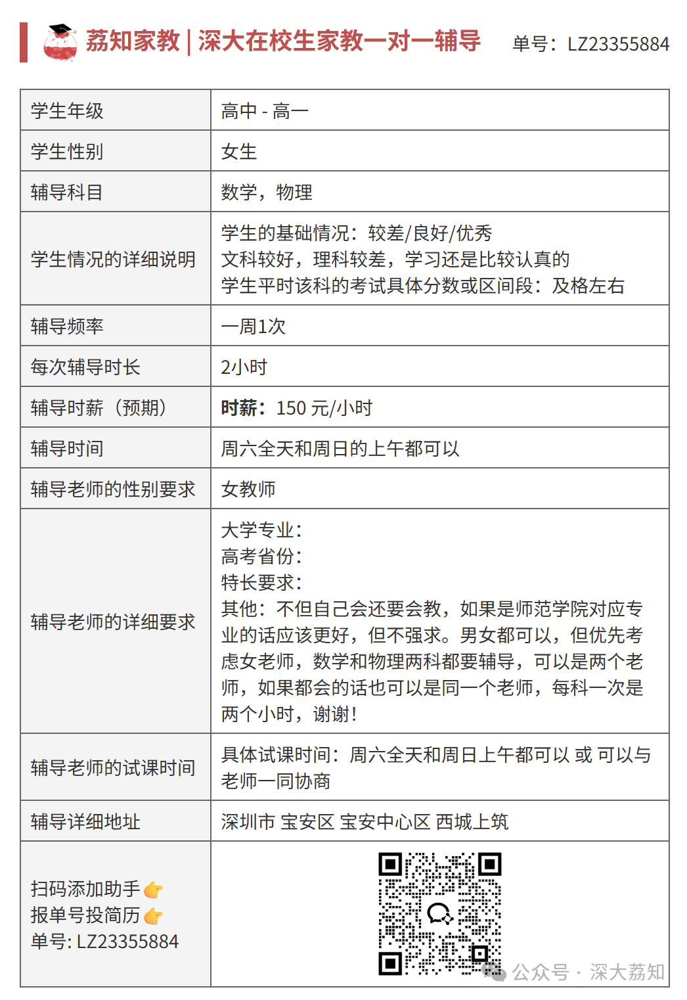 荔知家教 | 深大在校生家教一对一辅导
单号：LZ23355884
学生年级
高中 - 高一
学生性别
女生
辅导科目
数学，物理
学生情况的详细说明
学生的基础情况：较差/良好/优秀
文科较好，理科较差，学习还是比较认真的
学生平时该科的考试具体分数或区间段：及格左右
辅导频率
一周1次
每次辅导时长
2小时
辅导时薪（预期）
时薪：150 元/小时
辅导时间
周六全天和周日的上午都可以
辅导老师的性别要求
女教师
辅导老师的详细要求
大学专业：
高考省份：
特长要求：
其他：不但自己会还要会教，如果是师范学院对应专
业的话应该更好，但不强求。男女都可以，但优先考
虑女老师，数学和物理两科都要辅导，可以是两个老
师，如果都会的话也可以是同一个老师，每科一次是
两个小时，谢谢！
辅导老师的试课时间
具体试课时间：周六全天和周日上午都可以 或 可以与
老师一同协商
辅导详细地址
深圳市 宝安区 宝安中心区 西城上筑
扫码添加助手👉
报单号投简历👉
单号: LZ23355884
公众号 · 深大荔知